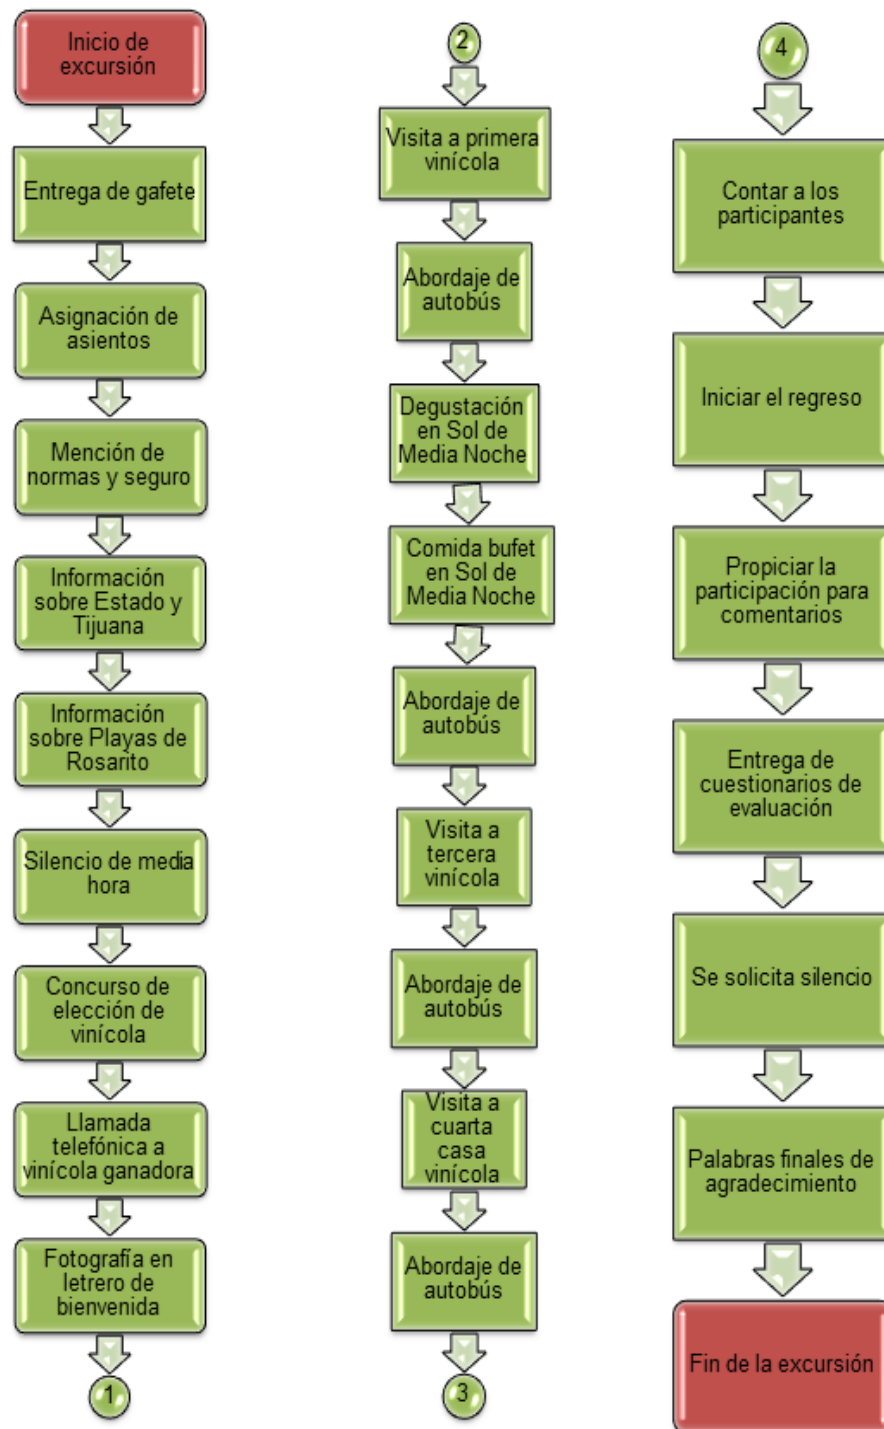 Inicio de
excursión
Entrega de gafete
Asignación de
asientos
Mención de
normas y seguro
Información
sobre Estado y
Tijuana
Información
sobre Playas de
Rosarito
Silencio de media
hora
Concurso de
elección de
vinícola
Llamada
telefónica a
vinícola ganadora
Fotografía en
letrero de
bienvenida
1
2
Visita a primera
vinícola
Abordaje de
autobús
Degustación
en Sol de
Media Noche
Comida bufet
en Sol de
Media Noche
Abordaje de
autobús
Visita a
tercera
vinícola
Abordaje de
autobús
Visita a
cuarta
casa
vinícola
Abordaje de
autobús
3
4
Contar a los
participantes
Iniciar el regreso
Propiciar la
participación para
comentarios
Entrega de
cuestionarios de
evaluación
Se solicita silencio
Palabras finales de
agradecimiento
Fin de la excursión